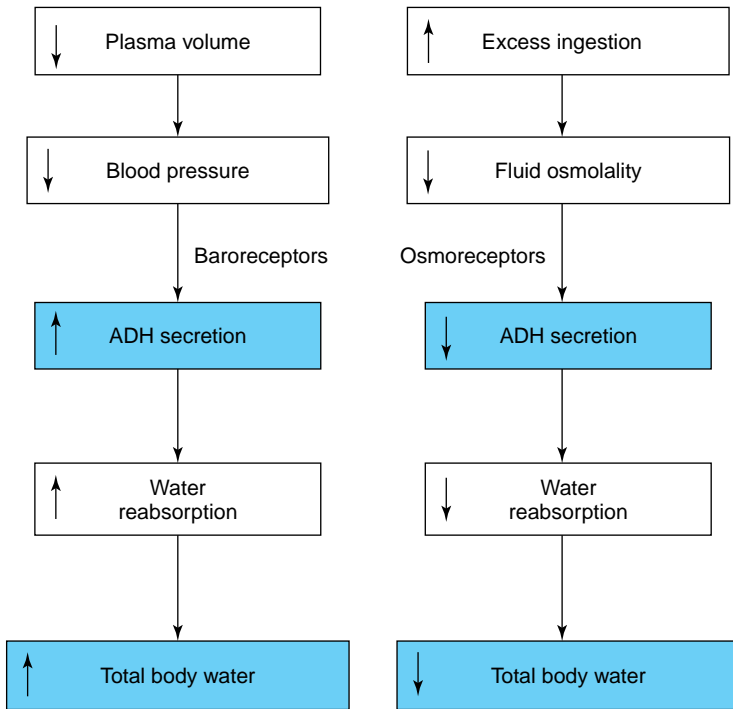 Plasma volume
Blood pressure
Baroreceptors
ADH secretion
Water
reabsorption
Total body water
Excess ingestion
Fluid osmolality
Osmoreceptors
ADH secretion
Water
reabsorption
Total body water